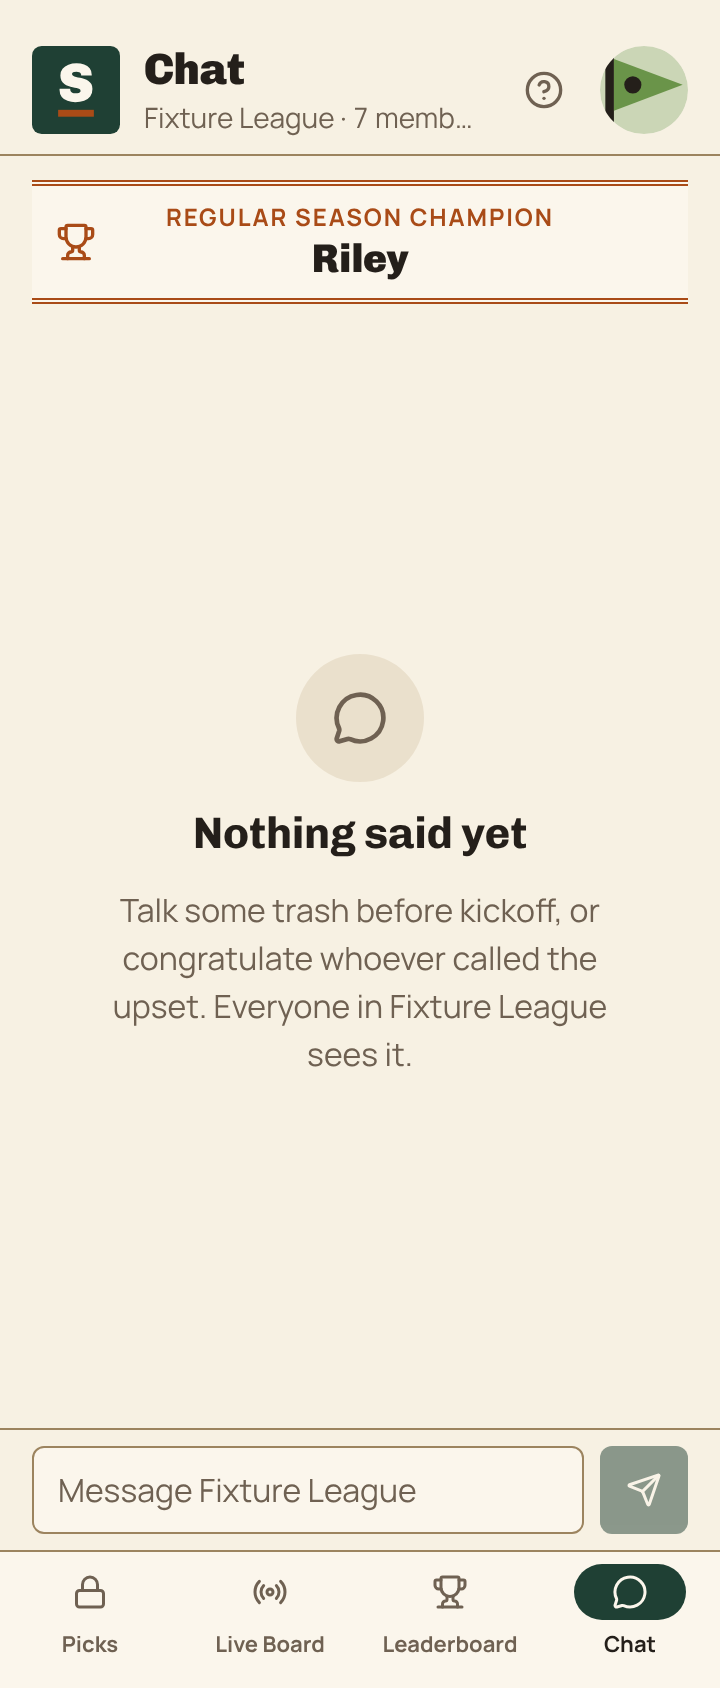 S
Chat
Fixture League · 7 memb...
REGULAR SEASON CHAMPION
Riley
Nothing said yet
Talk some trash before kickoff, or
congratulate whoever called the
upset. Everyone in Fixture League
sees it.
Message Fixture League
Picks
Live Board
Leaderboard
Chat